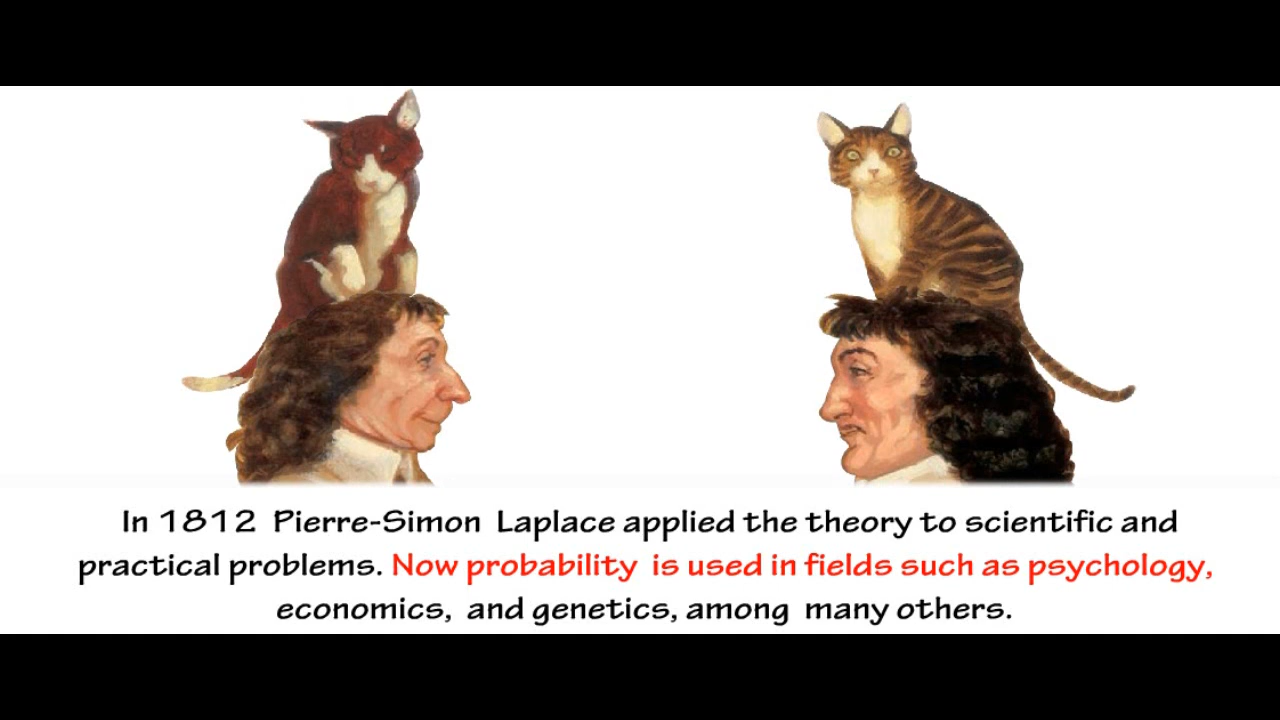 In 1812 Pierre-Simon Laplace applied the theory to scientific and
practical problems. Now probability is used in fields such as psychology,
economics, and genetics, among many others.